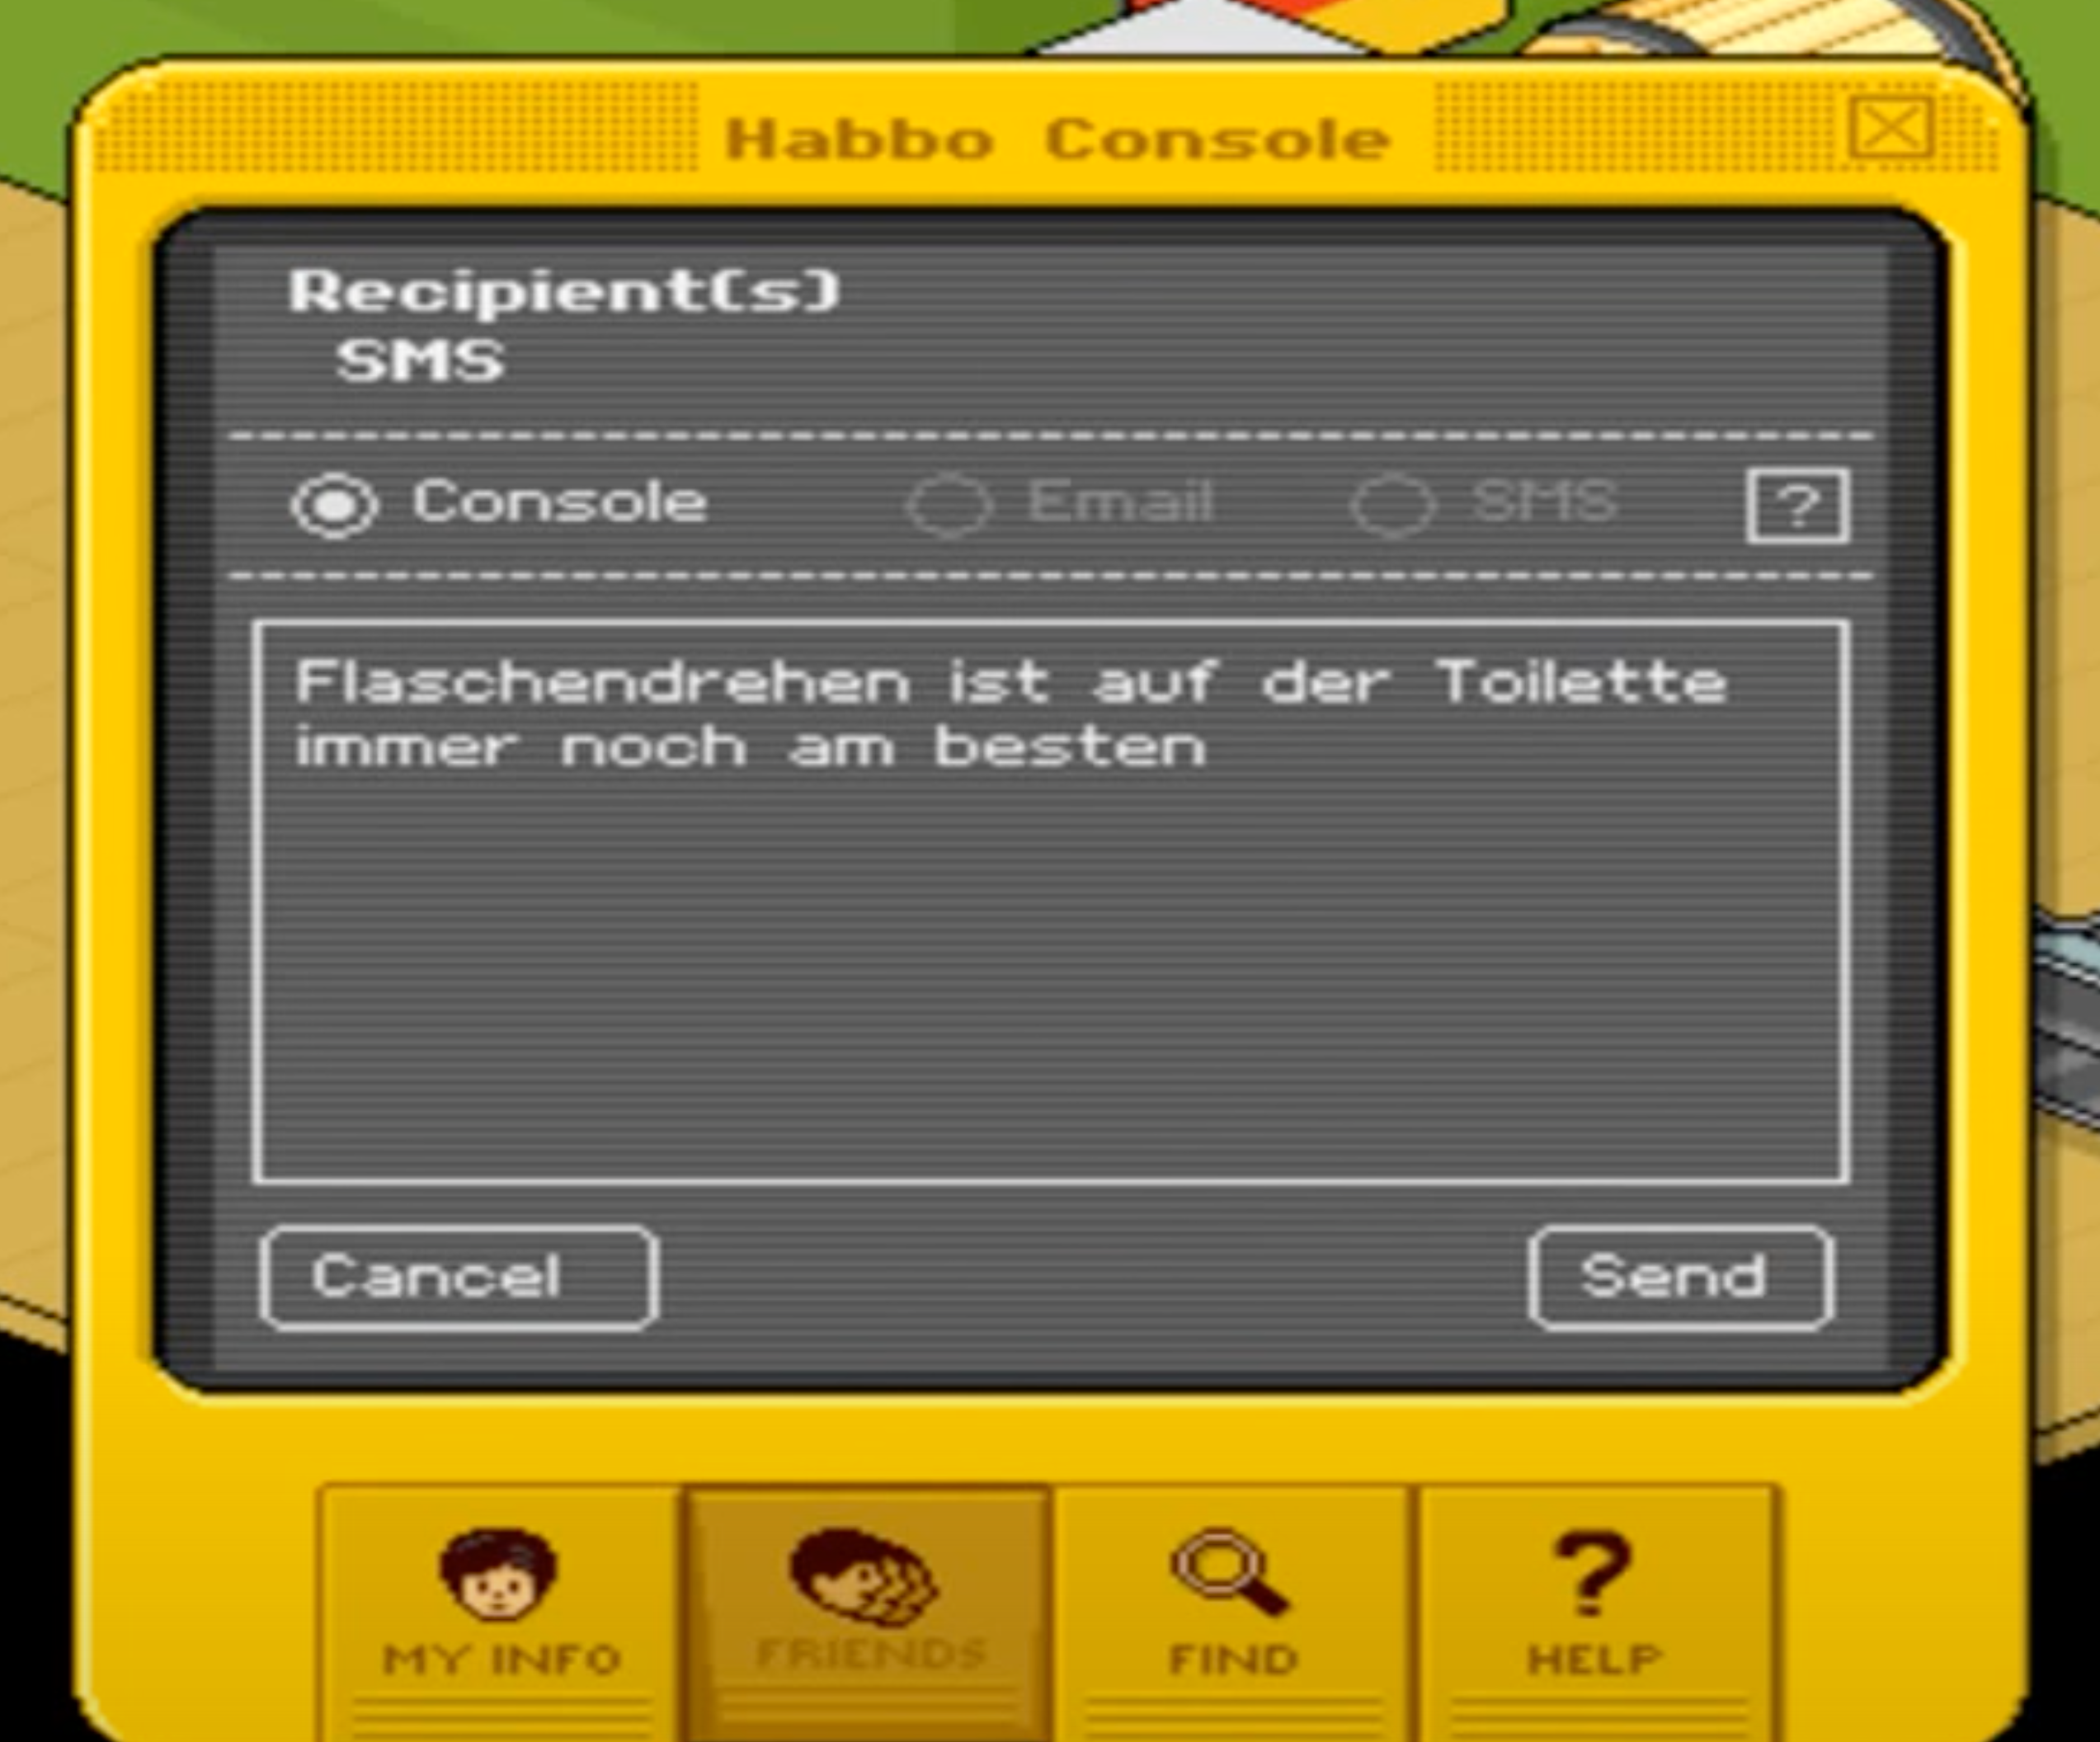 Habbo Console
Recipient(s)
SMS
Console Email SMS ?
Flaschendrehen ist auf der Toilette
immer noch am besten
Cancel Send
? 
MY INFO FRIENDS FIND HELP